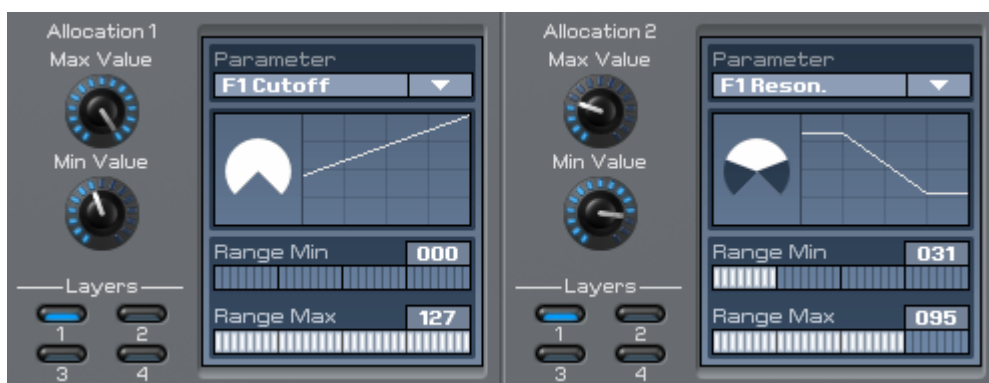 Allocation 1
Max Value
Min Value
Layers
1 2
3 4
Parameter
F1 Cutoff
Range Min 000
Range Max 127
Allocation 2
Max Value
Min Value
Layers
1 2
3 4
Parameter
F1 Reson.
Range Min 031
Range Max 095